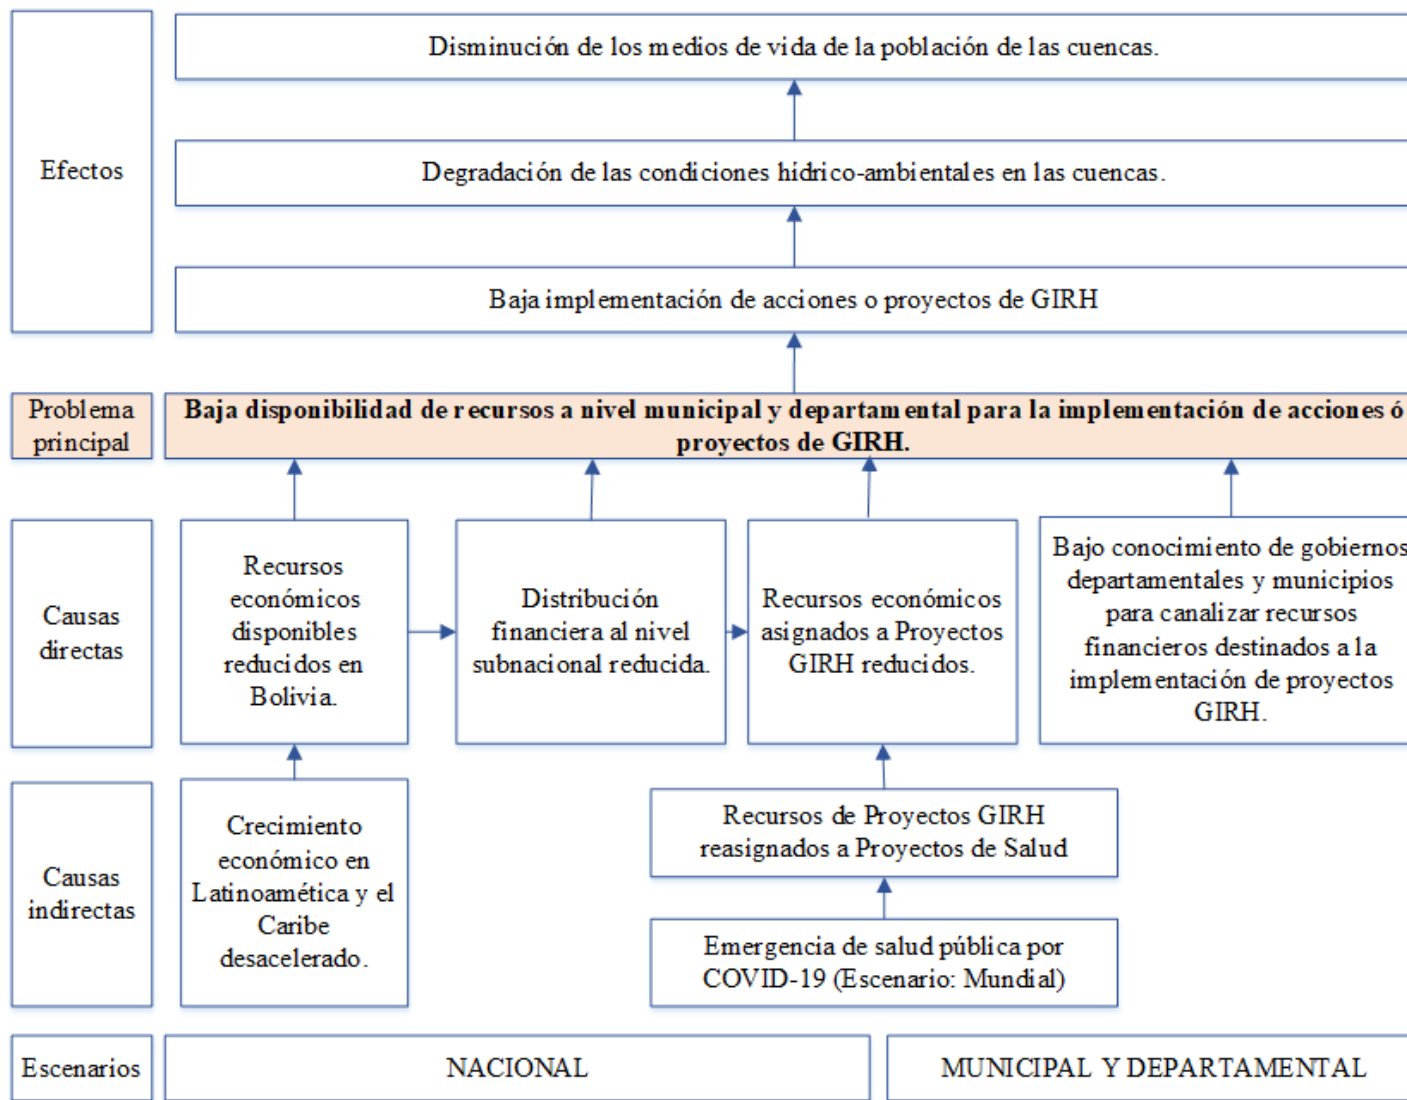 Efectos
Disminución de los medios de vida de la población de las cuencas.
Degradación de las condiciones hídrico-ambientales en las cuencas.
Baja implementación de acciones o proyectos de GIRH
Problema
principal
Baja disponibilidad de recursos a nivel municipal y departamental para la implementación de acciones ó
proyectos de GIRH.
Causas
directas
Recursos
económicos
disponibles
reducidos en
Bolivia.
Distribución
financiera al nivel
subnacional reducida.
Recursos económicos
asignados a Proyectos
GIRH reducidos.
Bajo conocimiento de gobiernos
departamentales y municipios
para canalizar recursos
financieros destinados a la
implementación de proyectos
GIRH.
Causas
indirectas
Crecimiento
económico en
Latinoamética y el
Caribe
desacelerado.
Recursos de Proyectos GIRH
reasignados a Proyectos de Salud
Emergencia de salud pública por
COVID-19 (Escenario: Mundial)
Escenarios
NACIONAL
MUNICIPAL Y DEPARTAMENTAL